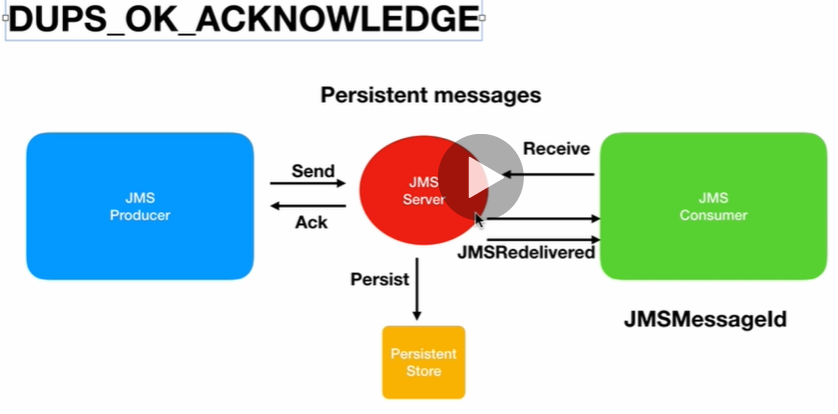 DUPS_OK_ACKNOWLEDGE
Persistent messages
JMS
Producer
Send
Ack
JMS
Server
Receive
JMSRedelivered
JMS
Consumer
Persist
JMSMessageId
Persistent
Store